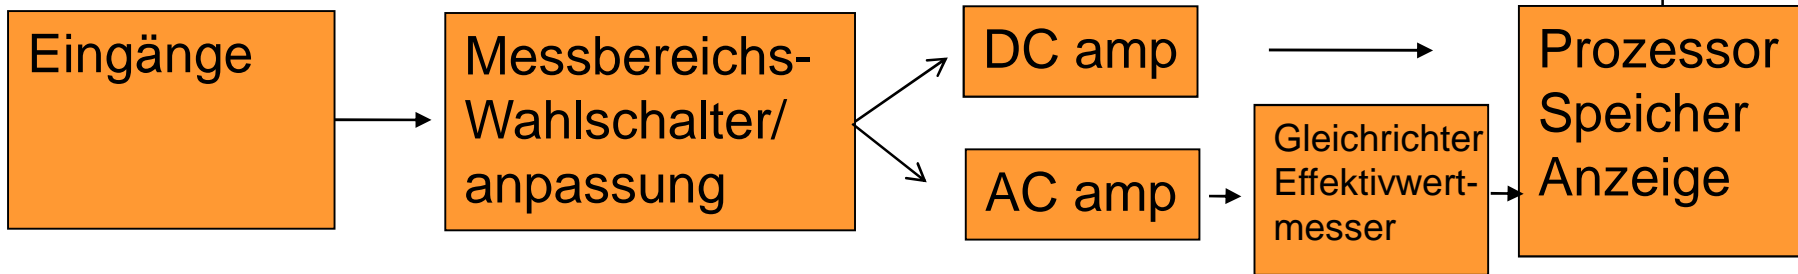 Eingänge
Messbereichs-
Wahlschalter/
anpassung
DC amp
AC amp
Gleichrichter
Effektivwert-
messer
Prozessor
Speicher
Anzeige